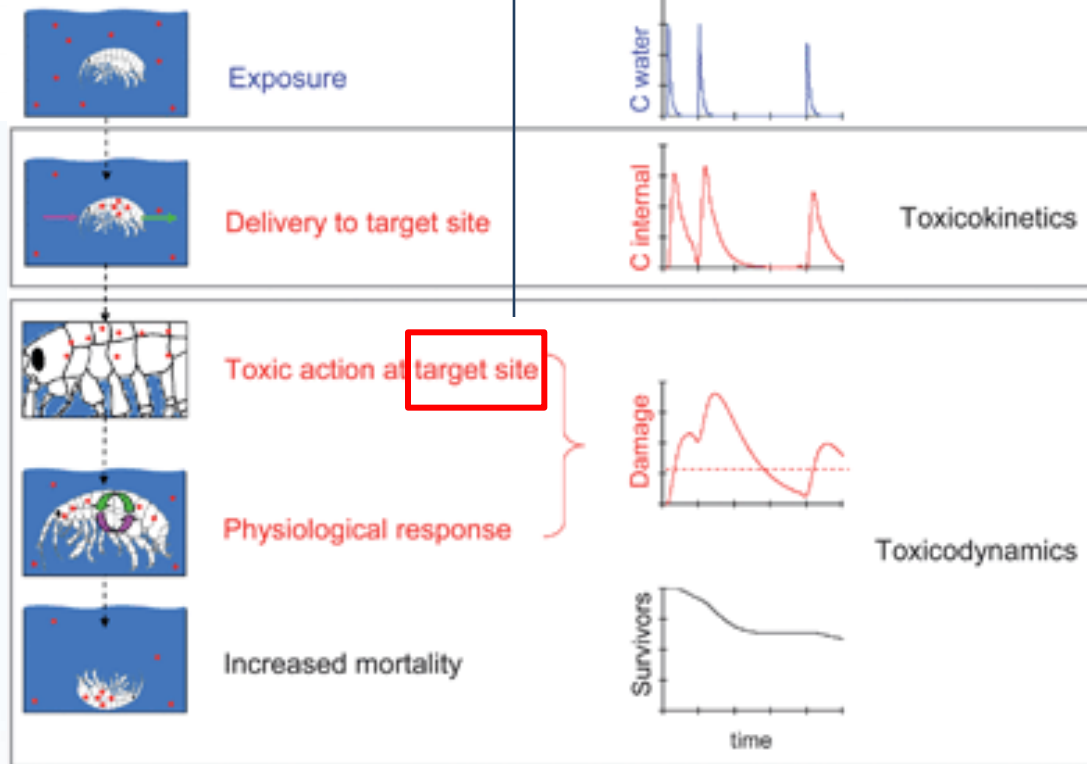 Exposure
C water
Delivery to target site
C internal
Toxicokinetics
Toxic action at target site
Damage
Physiological response
Toxicodynamics
Increased mortality
Survivors
time